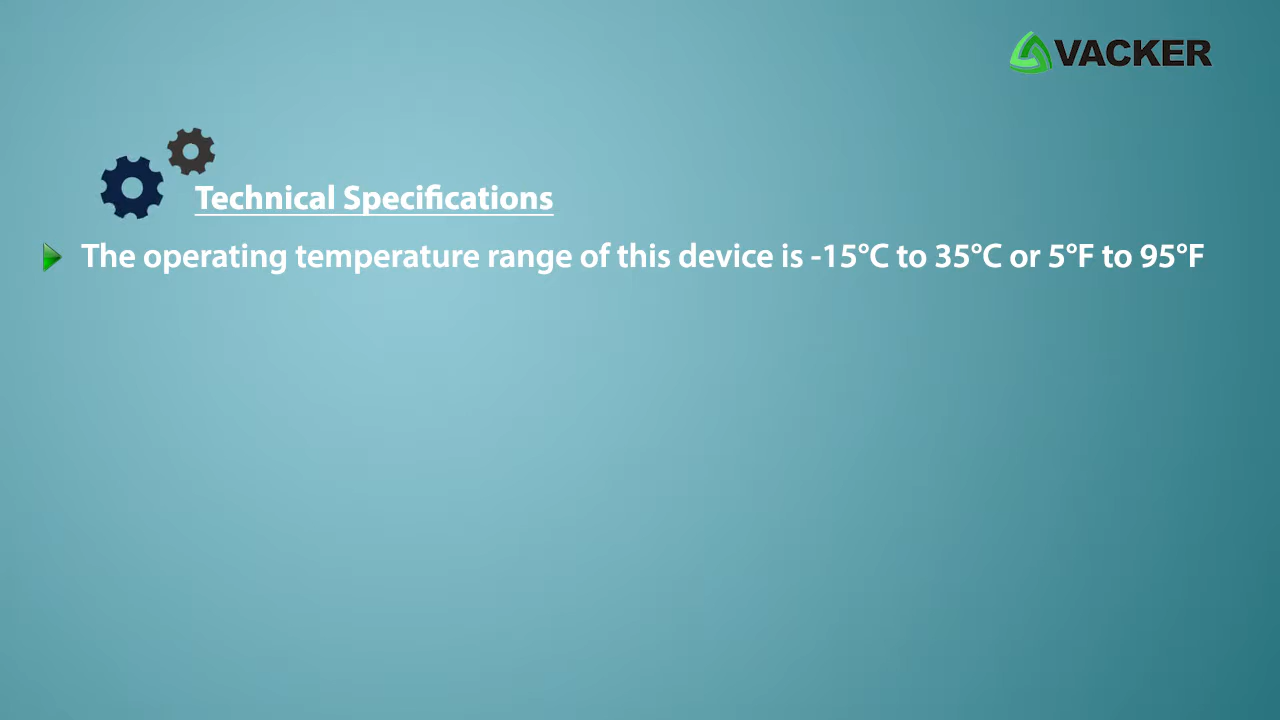 VACKER
Technical Specifications
The operating temperature range of this device is -15°C to 35°C or 5°F to 95°F